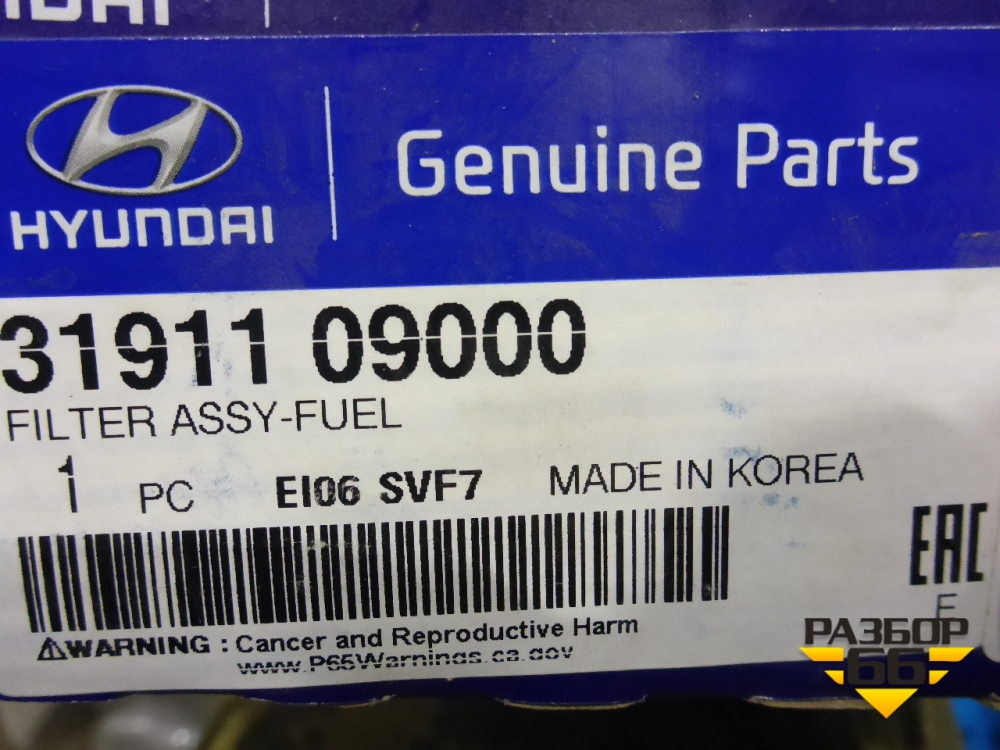 HYUNDAI
Genuine Parts
31911 09000
FILTER ASSY-FUEL
1 PC EI06 SVF7 MADE IN KOREA
EAC
WARNING : Cancer and Reproductive Harm
www.P65Warnings.ca.gov
РАЗБОР
66